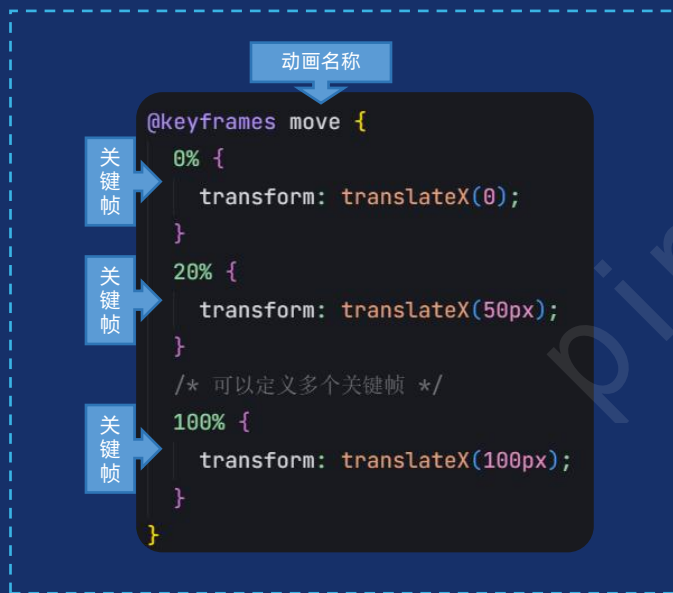 动画名称
@keyframes move {
关键帧
0% {
transform: translateX(0);
}
关键帧
20% {
transform: translateX(50px);
}
/* 可以定义多个关键帧 */
关键帧
100% {
transform: translateX(100px);
}
}
pin